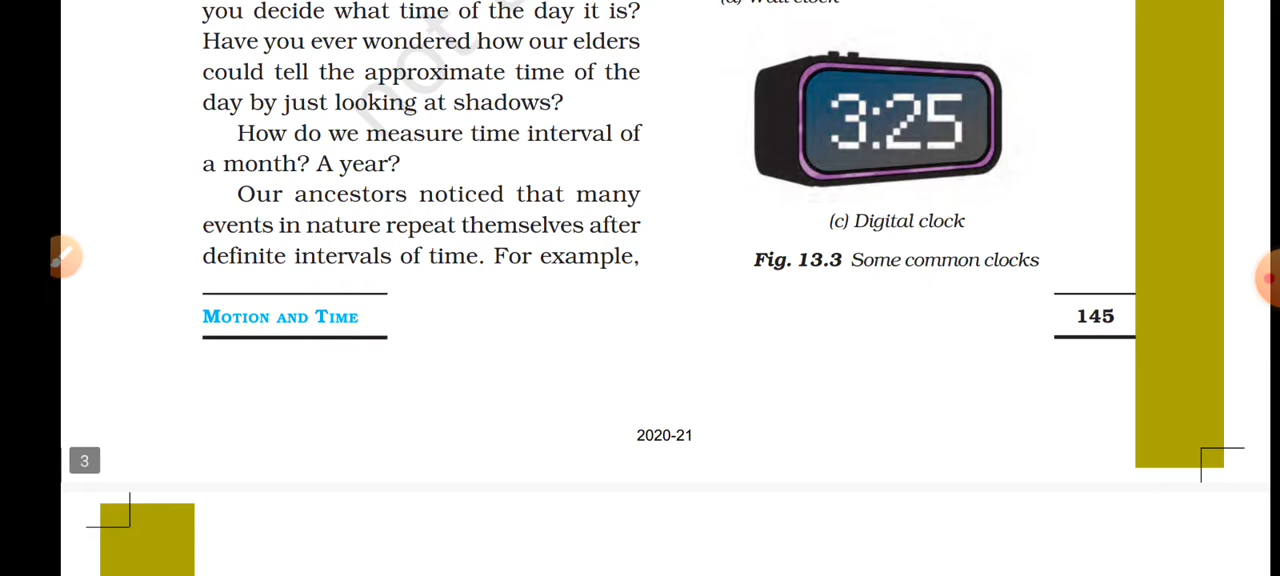 you decide what time of the day it is?
Have you ever wondered how our elders
could tell the approximate time of the
day by just looking at shadows?
How do we measure time interval of
a month? A year?
Our ancestors noticed that many
events in nature repeat themselves after
definite intervals of time. For example,
(a) Wall clock
3:25
(c) Digital clock
Fig. 13.3 Some common clocks
MOTION AND TIME
145
2020-21
3
not